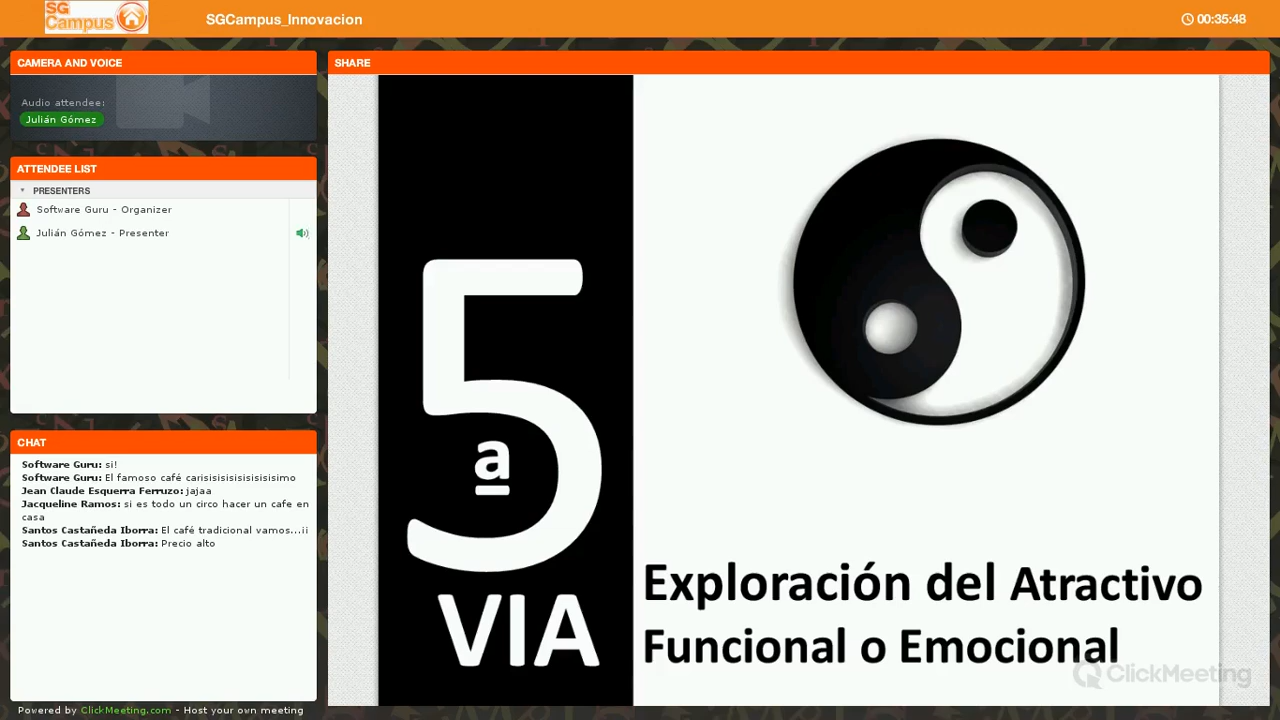 SG
Campus
SGCampus_Innovacion
00:35:48
CAMERA AND VOICE
Audio attendee:
Julián Gómez
ATTENDEE LIST
PRESENTERS
Software Guru - Organizer
Julián Gómez - Presenter
CHAT
Software Guru: si!
Software Guru: El famoso café carisisisisisisisisimo
Jean Claude Esquerra Ferruzo: jajaa
Jacqueline Ramos: si es todo un circo hacer un cafe en
casa
Santos Castañeda Iborra: El café tradicional vamos...¡¡
Santos Castañeda Iborra: Precio alto
Powered by ClickMeeting.com - Host your own meeting
SHARE
5ª
VIA
Exploración del Atractivo
Funcional o Emocional
ClickMeeting